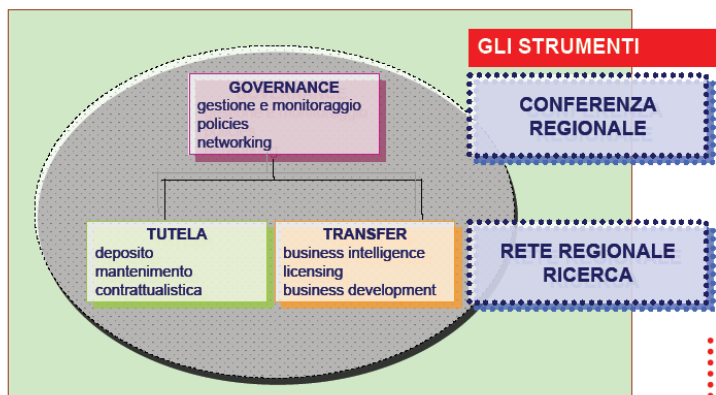 GLI STRUMENTI
GOVERNANCE
gestione e monitoraggio
policies
networking
CONFERENZA
REGIONALE
TUTELA
deposito
mantenimento
contrattualistica
TRANSFER
business intelligence
licensing
business development
RETE REGIONALE
RICERCA